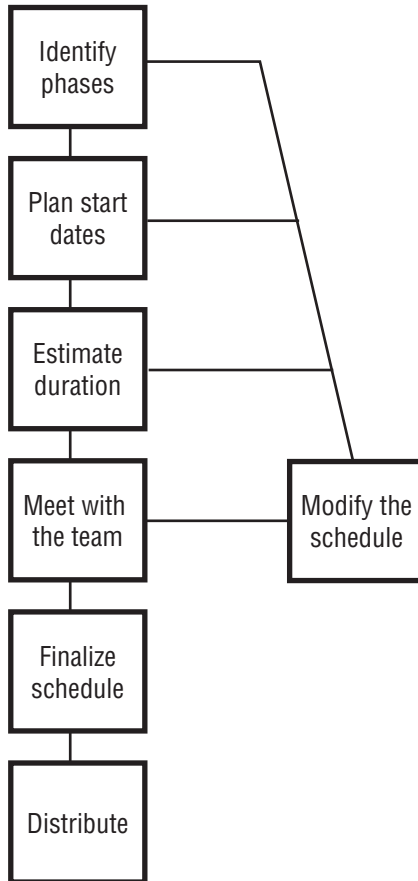 Identify
phases
Plan start
dates
Estimate
duration
Meet with
the team
Modify the
schedule
Finalize
schedule
Distribute